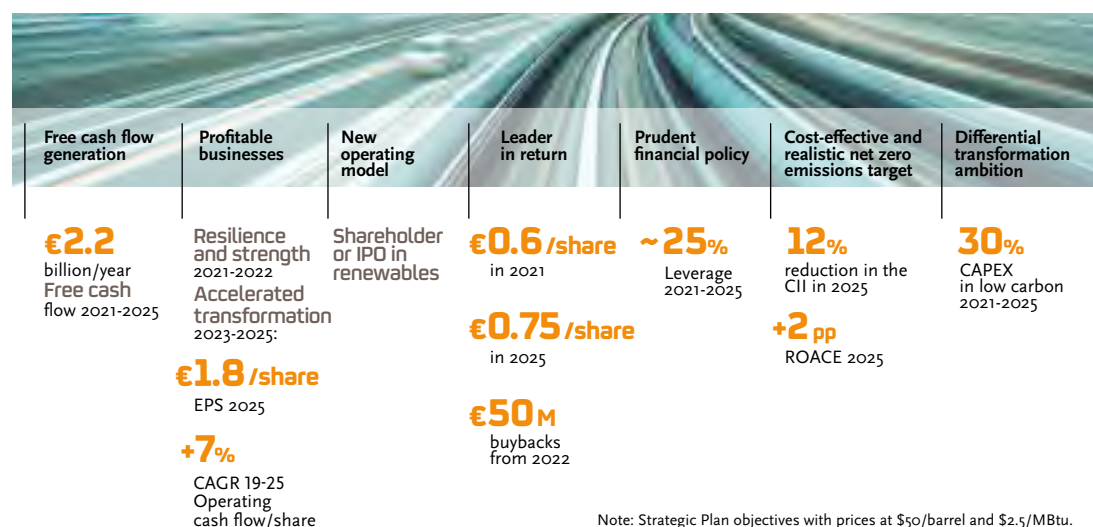 Free cash flow
generation
Profitable
businesses
New
operating
model
Leader
in return
Prudent
financial policy
Cost-effective and
realistic net zero
emissions target
Differential
transformation
ambition
€2.2
billion/year
Free cash
flow 2021-2025
Resilience
and strength
2021-2022
Accelerated
transformation
2023-2025:
€1.8 /share
EPS 2025
+7%
CAGR 19-25
Operating
cash flow/share
Shareholder
or IPO in
renewables
€0.6 /share
in 2021
€0.75 /share
in 2025
€50 M
buybacks
from 2022
~25%
Leverage
2021-2025
12%
reduction in the
CII in 2025
+2 pp
ROACE 2025
30%
CAPEX
in low carbon
2021-2025
Note: Strategic Plan objectives with prices at $50/barrel and $2.5/MBtu.